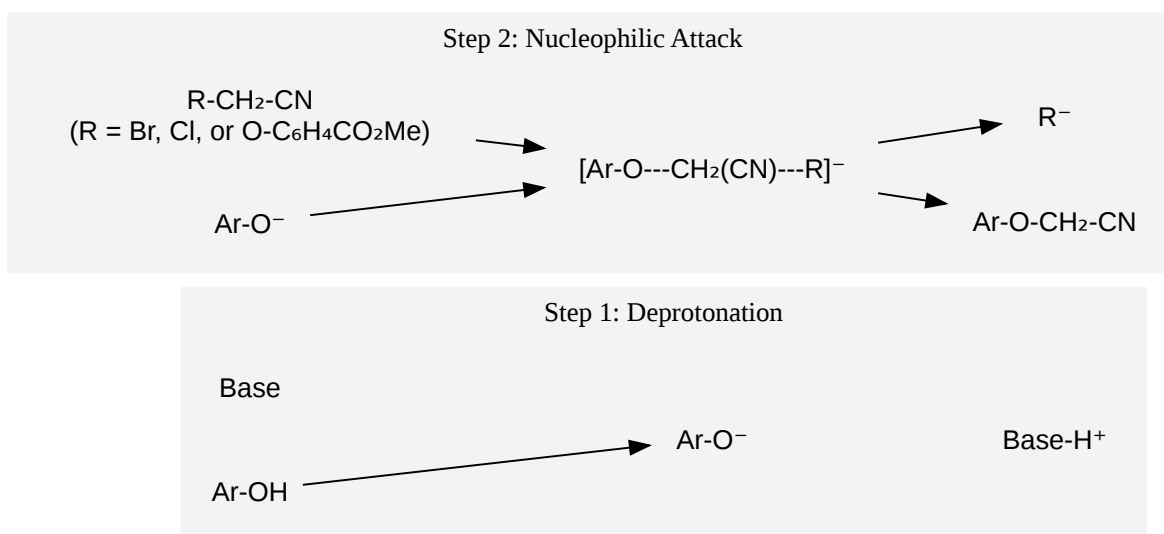 Step 2: Nucleophilic Attack
R-CH₂-CN
(R = Br, Cl, or O-C₆H₄CO₂Me)
Ar-O⁻
[Ar-O---CH₂(CN)---R]⁻
R⁻
Ar-O-CH₂-CN
Step 1: Deprotonation
Base
Ar-OH
Ar-O⁻
Base-H⁺